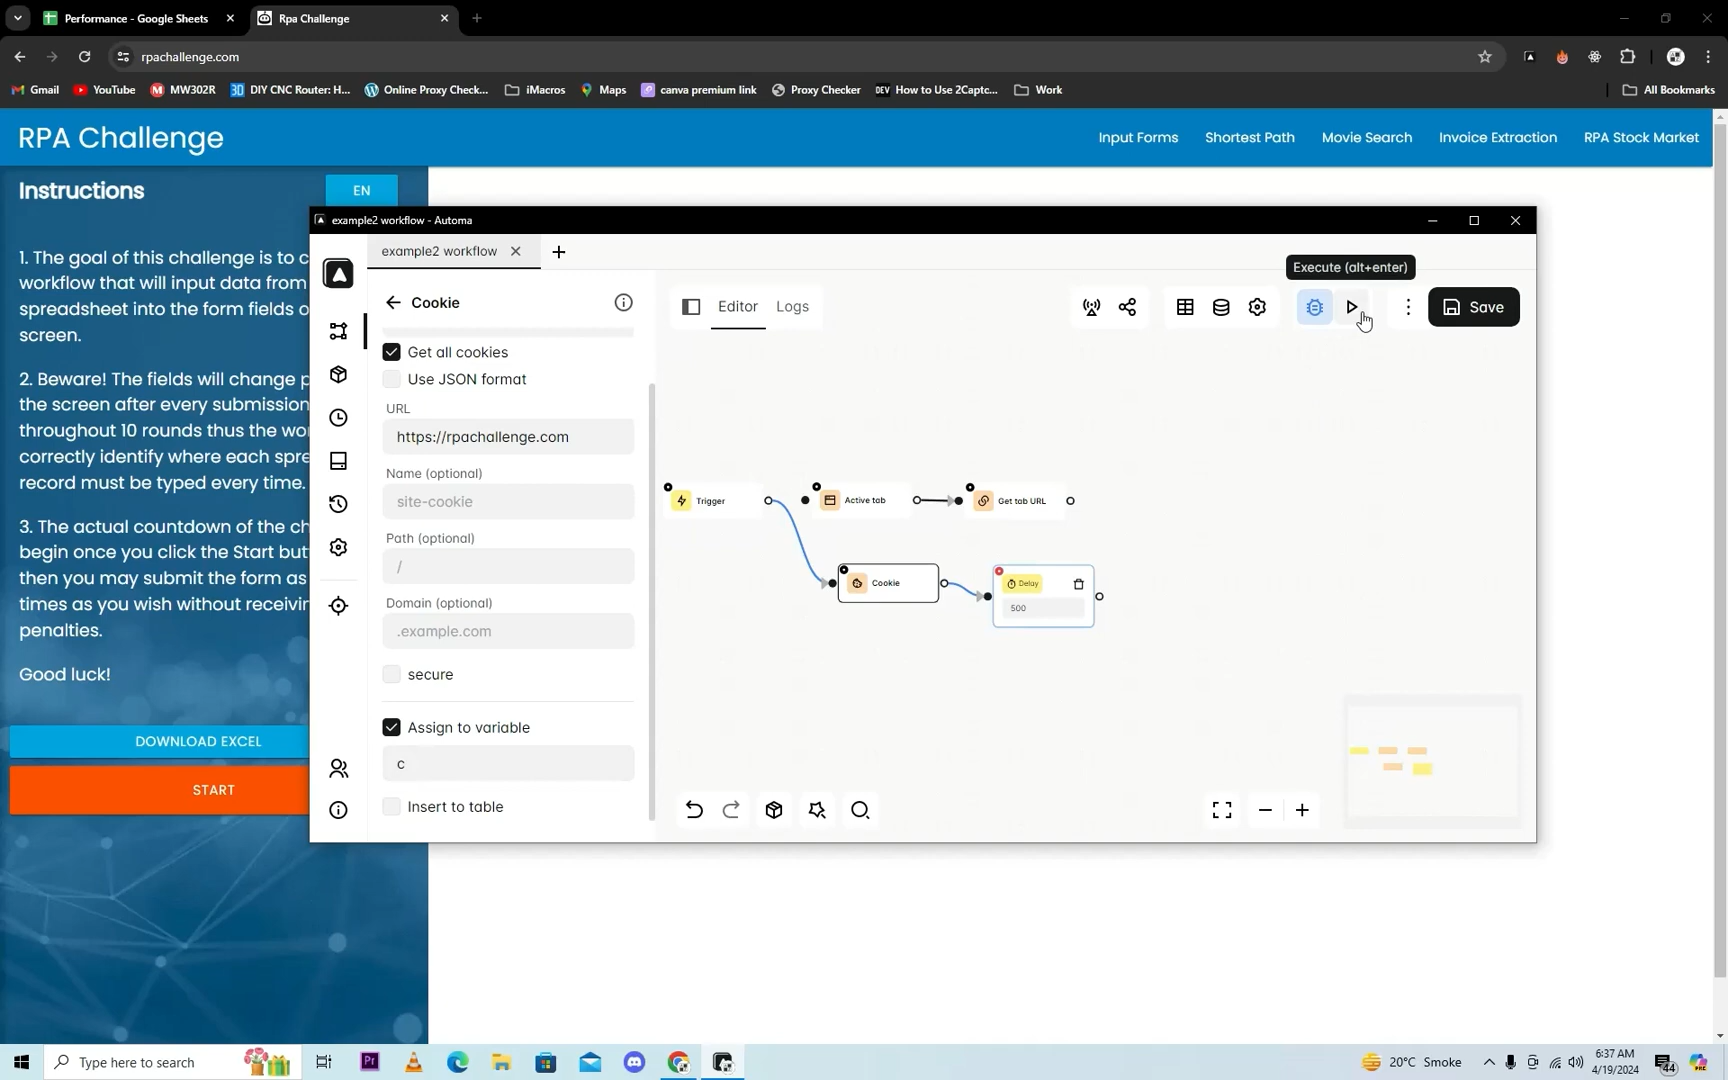 Performance - Google Sheets
Rpa Challenge
rpachallenge.com
Gmail
YouTube
MW302R
DIY CNC Router: H...
Online Proxy Check...
iMacros
Maps
canva premium link
Proxy Checker
DEV How to Use 2Captc...
Work
All Bookmarks
RPA Challenge
Input Forms
Shortest Path
Movie Search
Invoice Extraction
RPA Stock Market
Instructions
EN
1. The goal of this challenge is to c
workflow that will input data from
spreadsheet into the form fields o
screen.
2. Beware! The fields will change p
the screen after every submission
throughout 10 rounds thus the wo
correctly identify where each spre
record must be typed every time.
3. The actual countdown of the ch
begin once you click the Start but
then you may submit the form as
times as you wish without receivin
penalties.
Good luck!
DOWNLOAD EXCEL
START
example2 workflow - Automa
example2 workflow
Cookie
Get all cookies
Use JSON format
URL
https://rpachallenge.com
Name (optional)
site-cookie
Path (optional)
/
Domain (optional)
.example.com
secure
Assign to variable
c
Insert to table
Editor
Logs
Execute (alt+enter)
Save
Trigger
Active tab
Get tab URL
Cookie
Delay
500
Type here to search
Pr
20°C Smoke
6:37 AM
4/19/2024
44
PRE